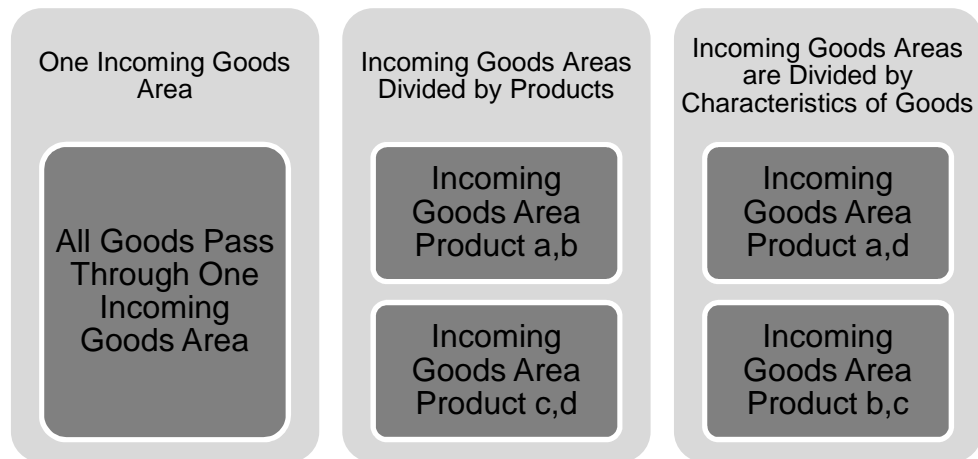 One Incoming Goods
Area
All Goods Pass
Through One
Incoming
Goods Area
Incoming Goods Areas
Divided by Products
Incoming
Goods Area
Product a,b
Incoming
Goods Area
Product c,d
Incoming Goods Areas
are Divided by
Characteristics of Goods
Incoming
Goods Area
Product a,d
Incoming
Goods Area
Product b,c